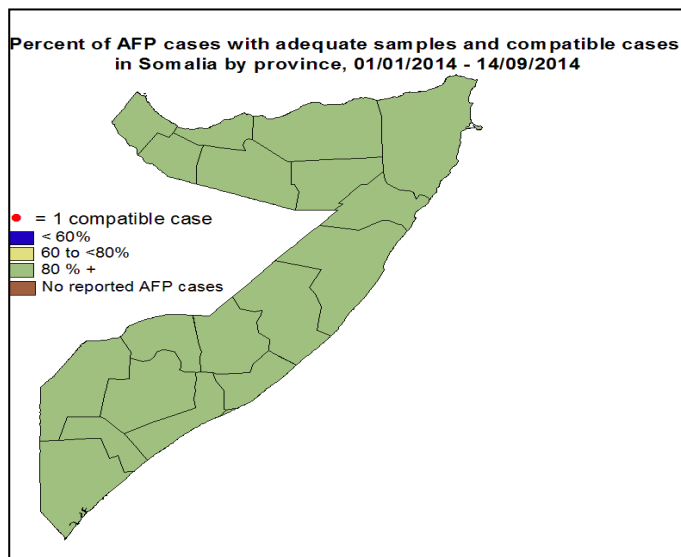 Percent of AFP cases with adequate samples and compatible cases
in Somalia by province, 01/01/2014 - 14/09/2014
= 1 compatible case
< 60%
60 to <80%
80 % +
No reported AFP cases